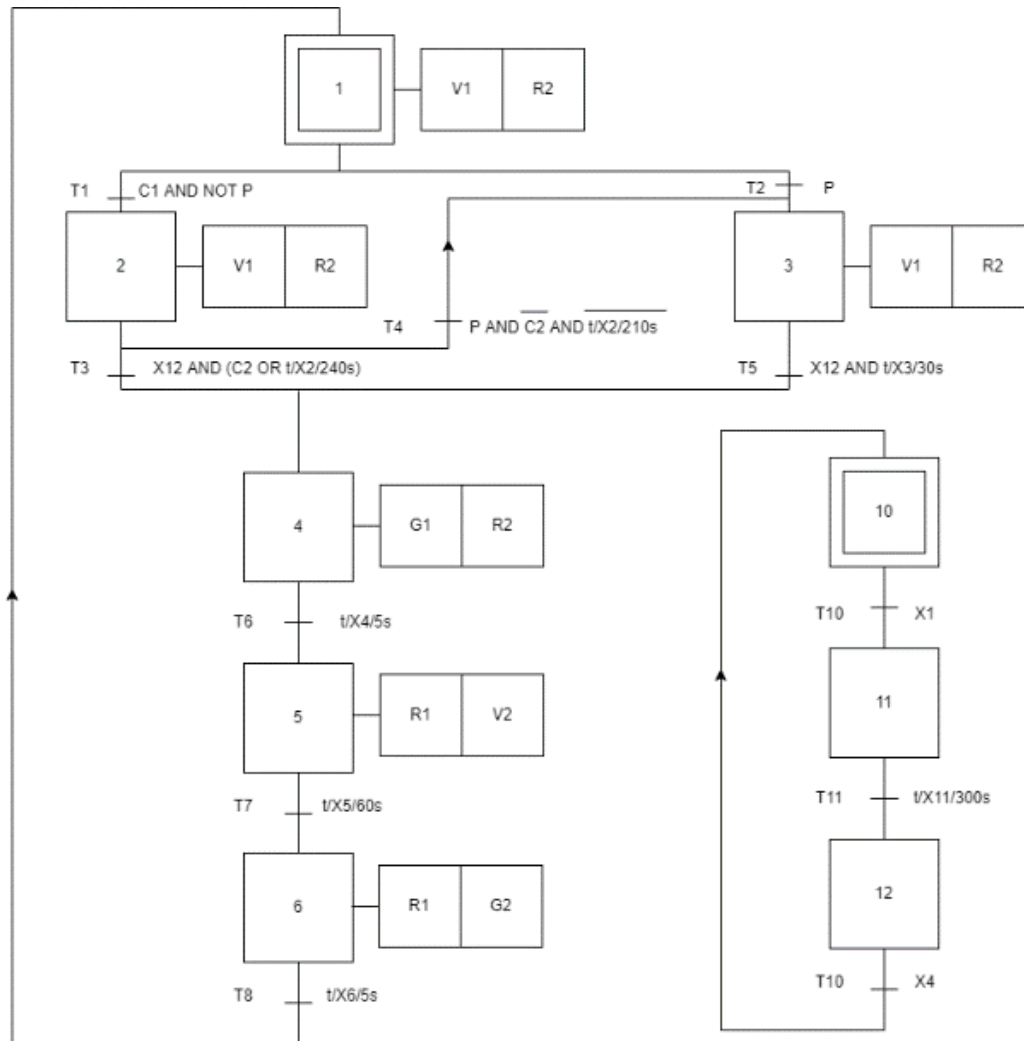 1 V1 R2
T1 C1 AND NOT P T2 P
2 V1 R2 3 V1 R2
T4 P AND C2 AND t/X2/210s
T3 X12 AND (C2 OR t/X2/240s) T5 X12 AND t/X3/30s
4 G1 R2 10
T6 t/X4/5s T10 X1
5 R1 V2 11
T7 t/X5/60s T11 t/X11/300s
6 R1 G2 12
T8 t/X6/5s T10 X4